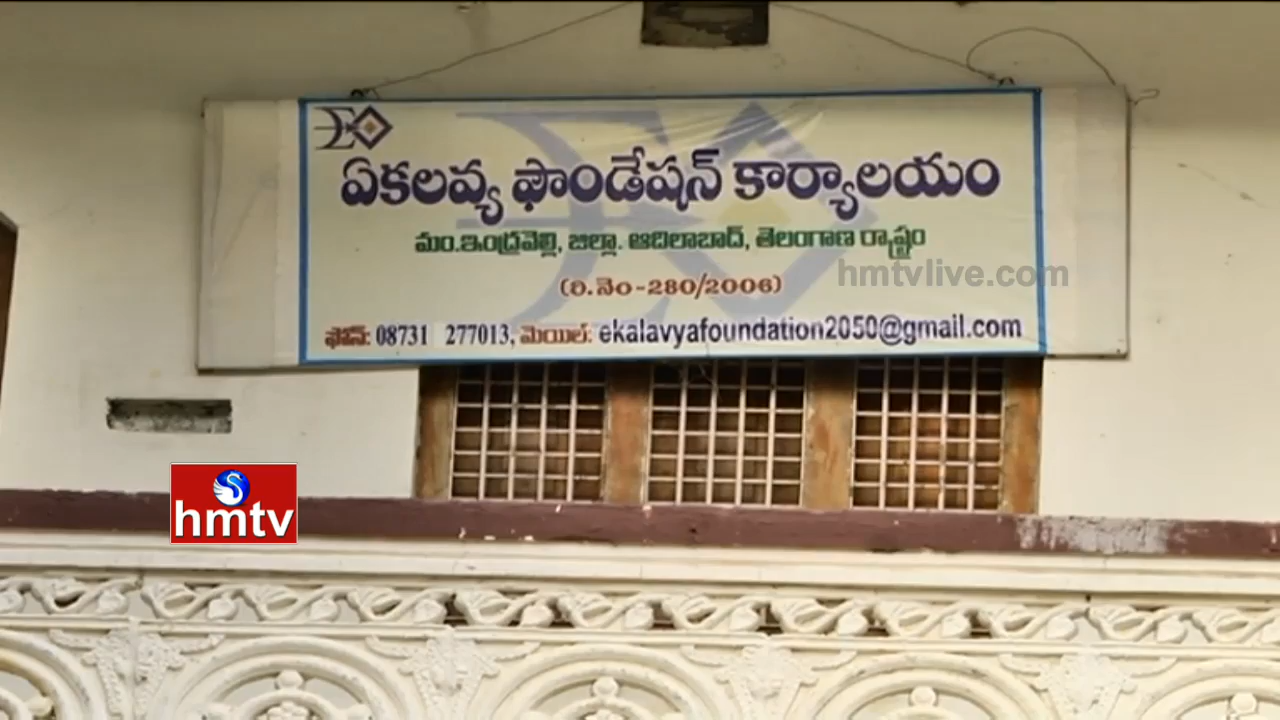 ఏకలవ్య ఫౌండేషన్ కార్యాలయం
మం.ఇంద్రవెల్లి, జిల్లా. ఆదిలాబాద్, తెలంగాణ రాష్ట్రం
(రి.నెం-280/2006)
hmtvlive.com
ఫోన్: 08731 277013, మెయిల్: ekalavyafoundation2050@gmail.com
hmtv